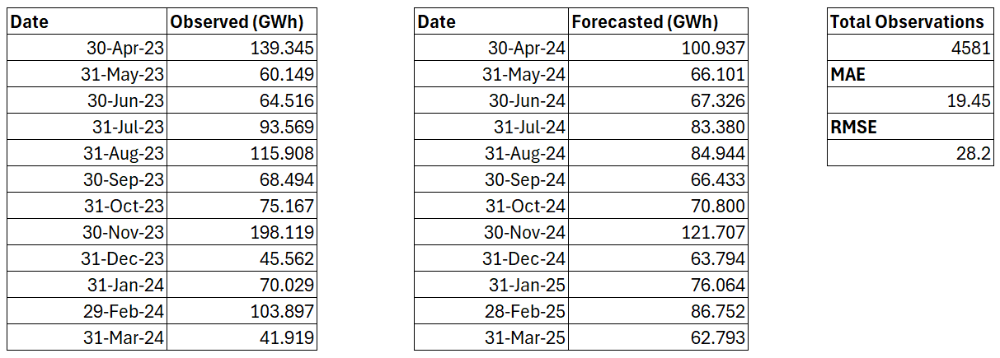 Date Observed (GWh)
30-Apr-23 139.345
31-May-23 60.149
30-Jun-23 64.516
31-Jul-23 93.569
31-Aug-23 115.908
30-Sep-23 68.494
31-Oct-23 75.167
30-Nov-23 198.119
31-Dec-23 45.562
31-Jan-24 70.029
29-Feb-24 103.897
31-Mar-24 41.919
Date Forecasted (GWh)
30-Apr-24 100.937
31-May-24 66.101
30-Jun-24 67.326
31-Jul-24 83.380
31-Aug-24 84.944
30-Sep-24 66.433
31-Oct-24 70.800
30-Nov-24 121.707
31-Dec-24 63.794
31-Jan-25 76.064
28-Feb-25 86.752
31-Mar-25 62.793
Total Observations
4581
MAE
19.45
RMSE
28.2